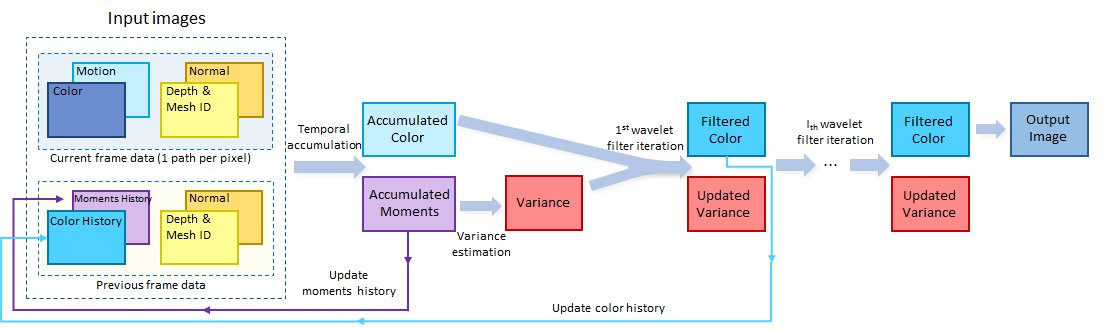 Input images
Motion
Normal
Color
Depth &
Mesh ID
Current frame data (1 path per pixel)
Moments History
Normal
Color History
Depth &
Mesh ID
Previous frame data
Temporal
accumulation
Accumulated
Color
Accumulated
Moments
Variance
estimation
Variance
Update
moments history
1st wavelet
filter iteration
Filtered
Color
Updated
Variance
Update color history
Ith wavelet
filter iteration
...
Filtered
Color
Updated
Variance
Output
Image